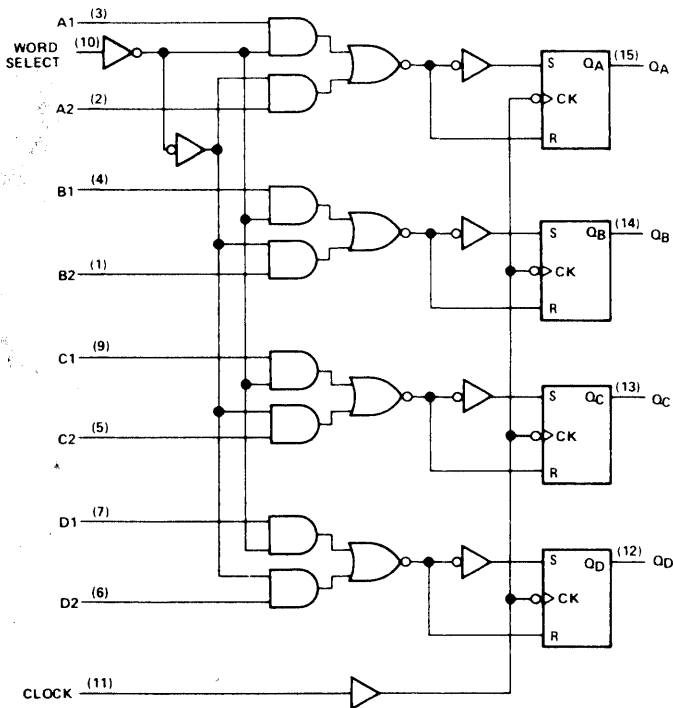 A1 (3)
WORD SELECT (10)
A2 (2)
S QA (15) QA
CK
R
B1 (4)
B2 (1)
S QB (14) QB
CK
R
C1 (9)
C2 (5)
S QC (13) QC
CK
R
D1 (7)
D2 (6)
S QD (12) QD
CK
R
CLOCK (11)